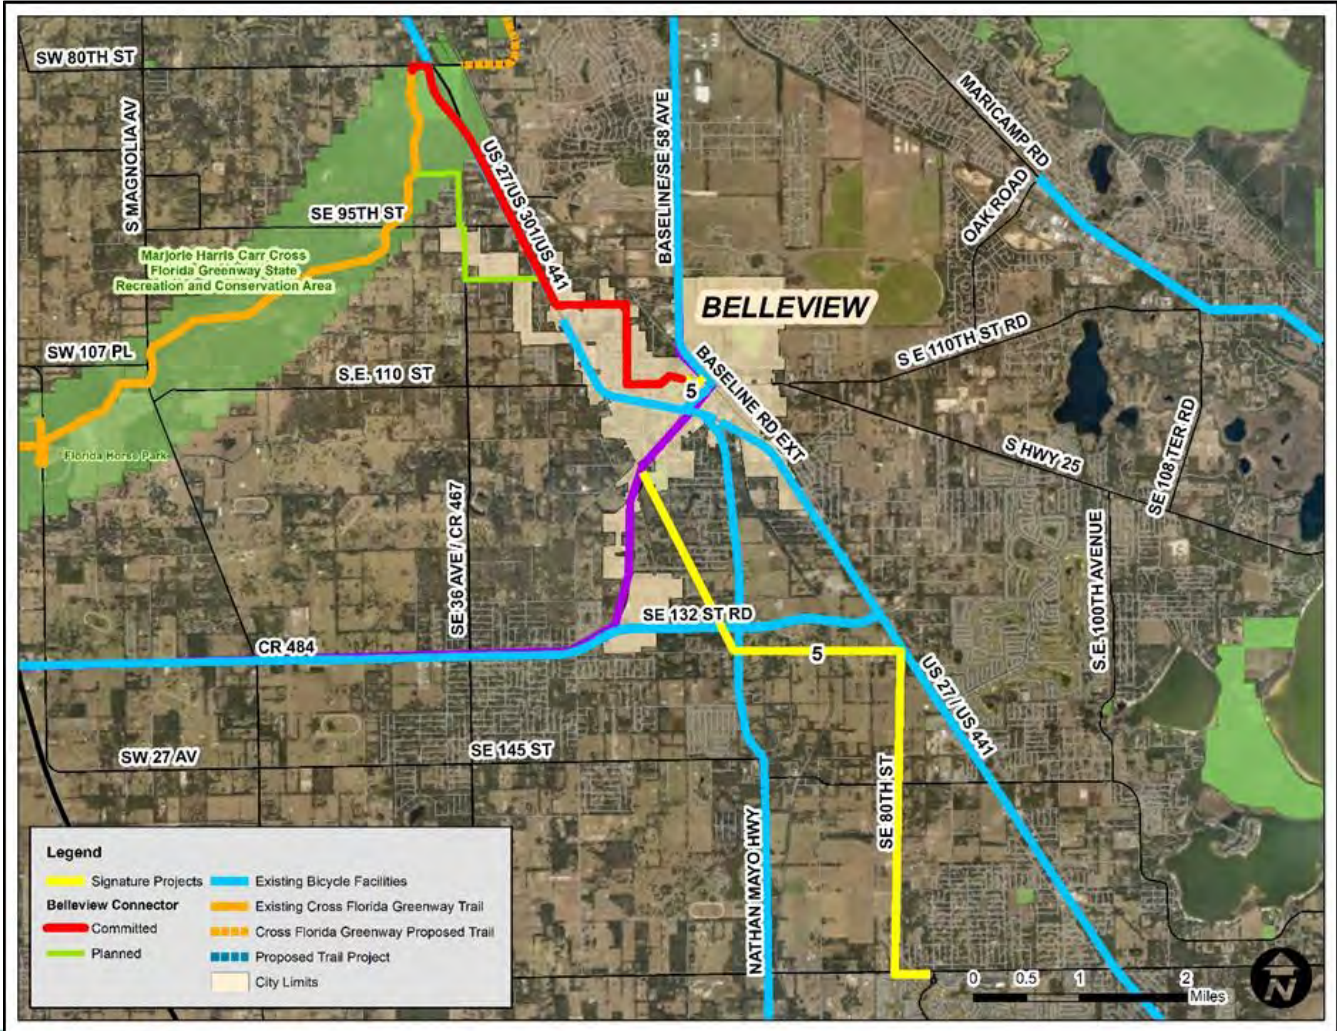 SW 80TH ST
S MAGNOLIA AV
US 27/US 301/US 441
BASELINE/SE 58 AVE
MARICAMP RD
OAK ROAD
SE 95TH ST
Marjorie Harris Carr Cross
Florida Greenway State
Recreation and Conservation Area
BELLEVIEW
SW 107 PL
S.E. 110 ST
5
BASELINE RD EXT
S E 110TH ST RD
Florida Horse Park
S HWY 25
SE 108 TER RD
SE 36 AVE / CR 467
S.E. 100TH AVENUE
SE 132 ST RD
CR 484
5
US 27 / US 441
SW 27 AV
SE 145 ST
SE 80TH ST
NATHAN MAYO HWY
Legend
Signature Projects
Existing Bicycle Facilities
Belleview Connector
Existing Cross Florida Greenway Trail
Committed
Cross Florida Greenway Proposed Trail
Planned
Proposed Trail Project
City Limits
0 0.5 1 2
Miles
N